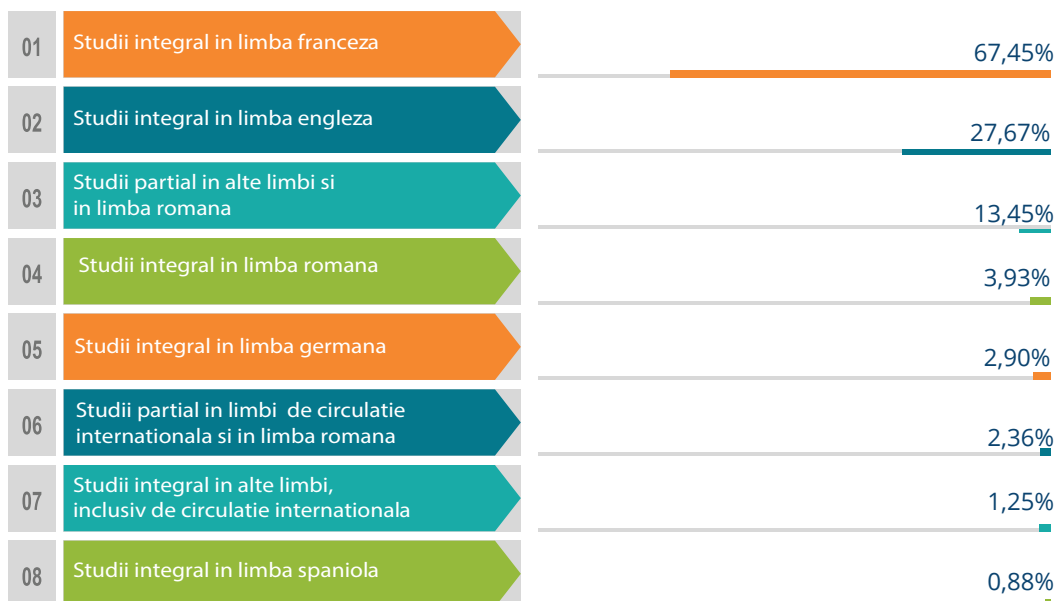 01
Studii integral in limba franceza
67,45%
02
Studii integral in limba engleza
27,67%
03
Studii partial in alte limbi si
in limba romana
13,45%
04
Studii integral in limba romana
3,93%
05
Studii integral in limba germana
2,90%
06
Studii partial in limbi de circulatie
internationala si in limba romana
2,36%
07
Studii integral in alte limbi,
inclusiv de circulatie internationala
1,25%
08
Studii integral in limba spaniola
0,88%